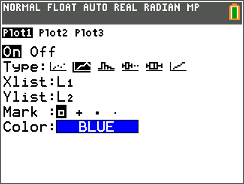 NORMAL FLOAT AUTO REAL RADIAN MP
Plot1 Plot2 Plot3
On Off
Type:
Xlist:L₁
Ylist:L₂
Mark :
Color: BLUE